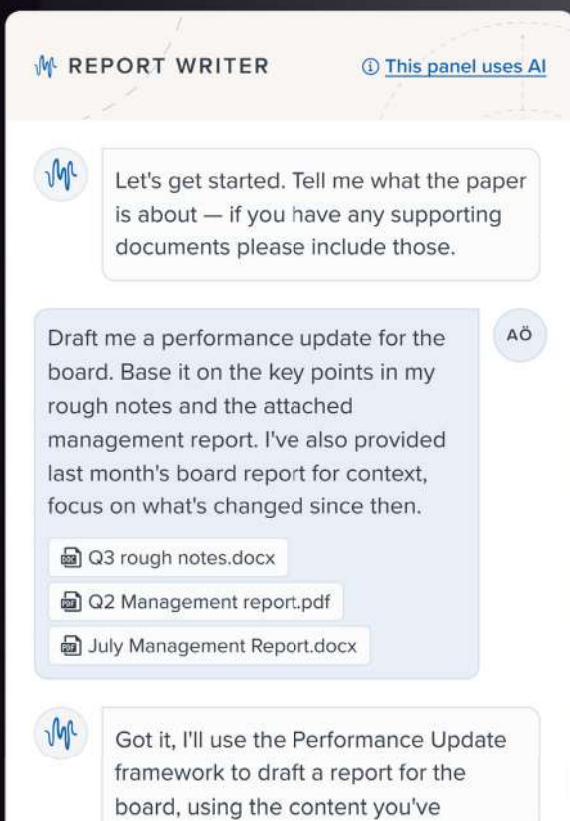 REPORT WRITER
This panel uses AI
Let's get started. Tell me what the paper
is about — if you have any supporting
documents please include those.
AÖ
Draft me a performance update for the
board. Base it on the key points in my
rough notes and the attached
management report. I've also provided
last month's board report for context,
focus on what's changed since then.
DOC Q3 rough notes.docx
PDF Q2 Management report.pdf
PDF July Management Report.docx
Got it, I'll use the Performance Update
framework to draft a report for the
board, using the content you've